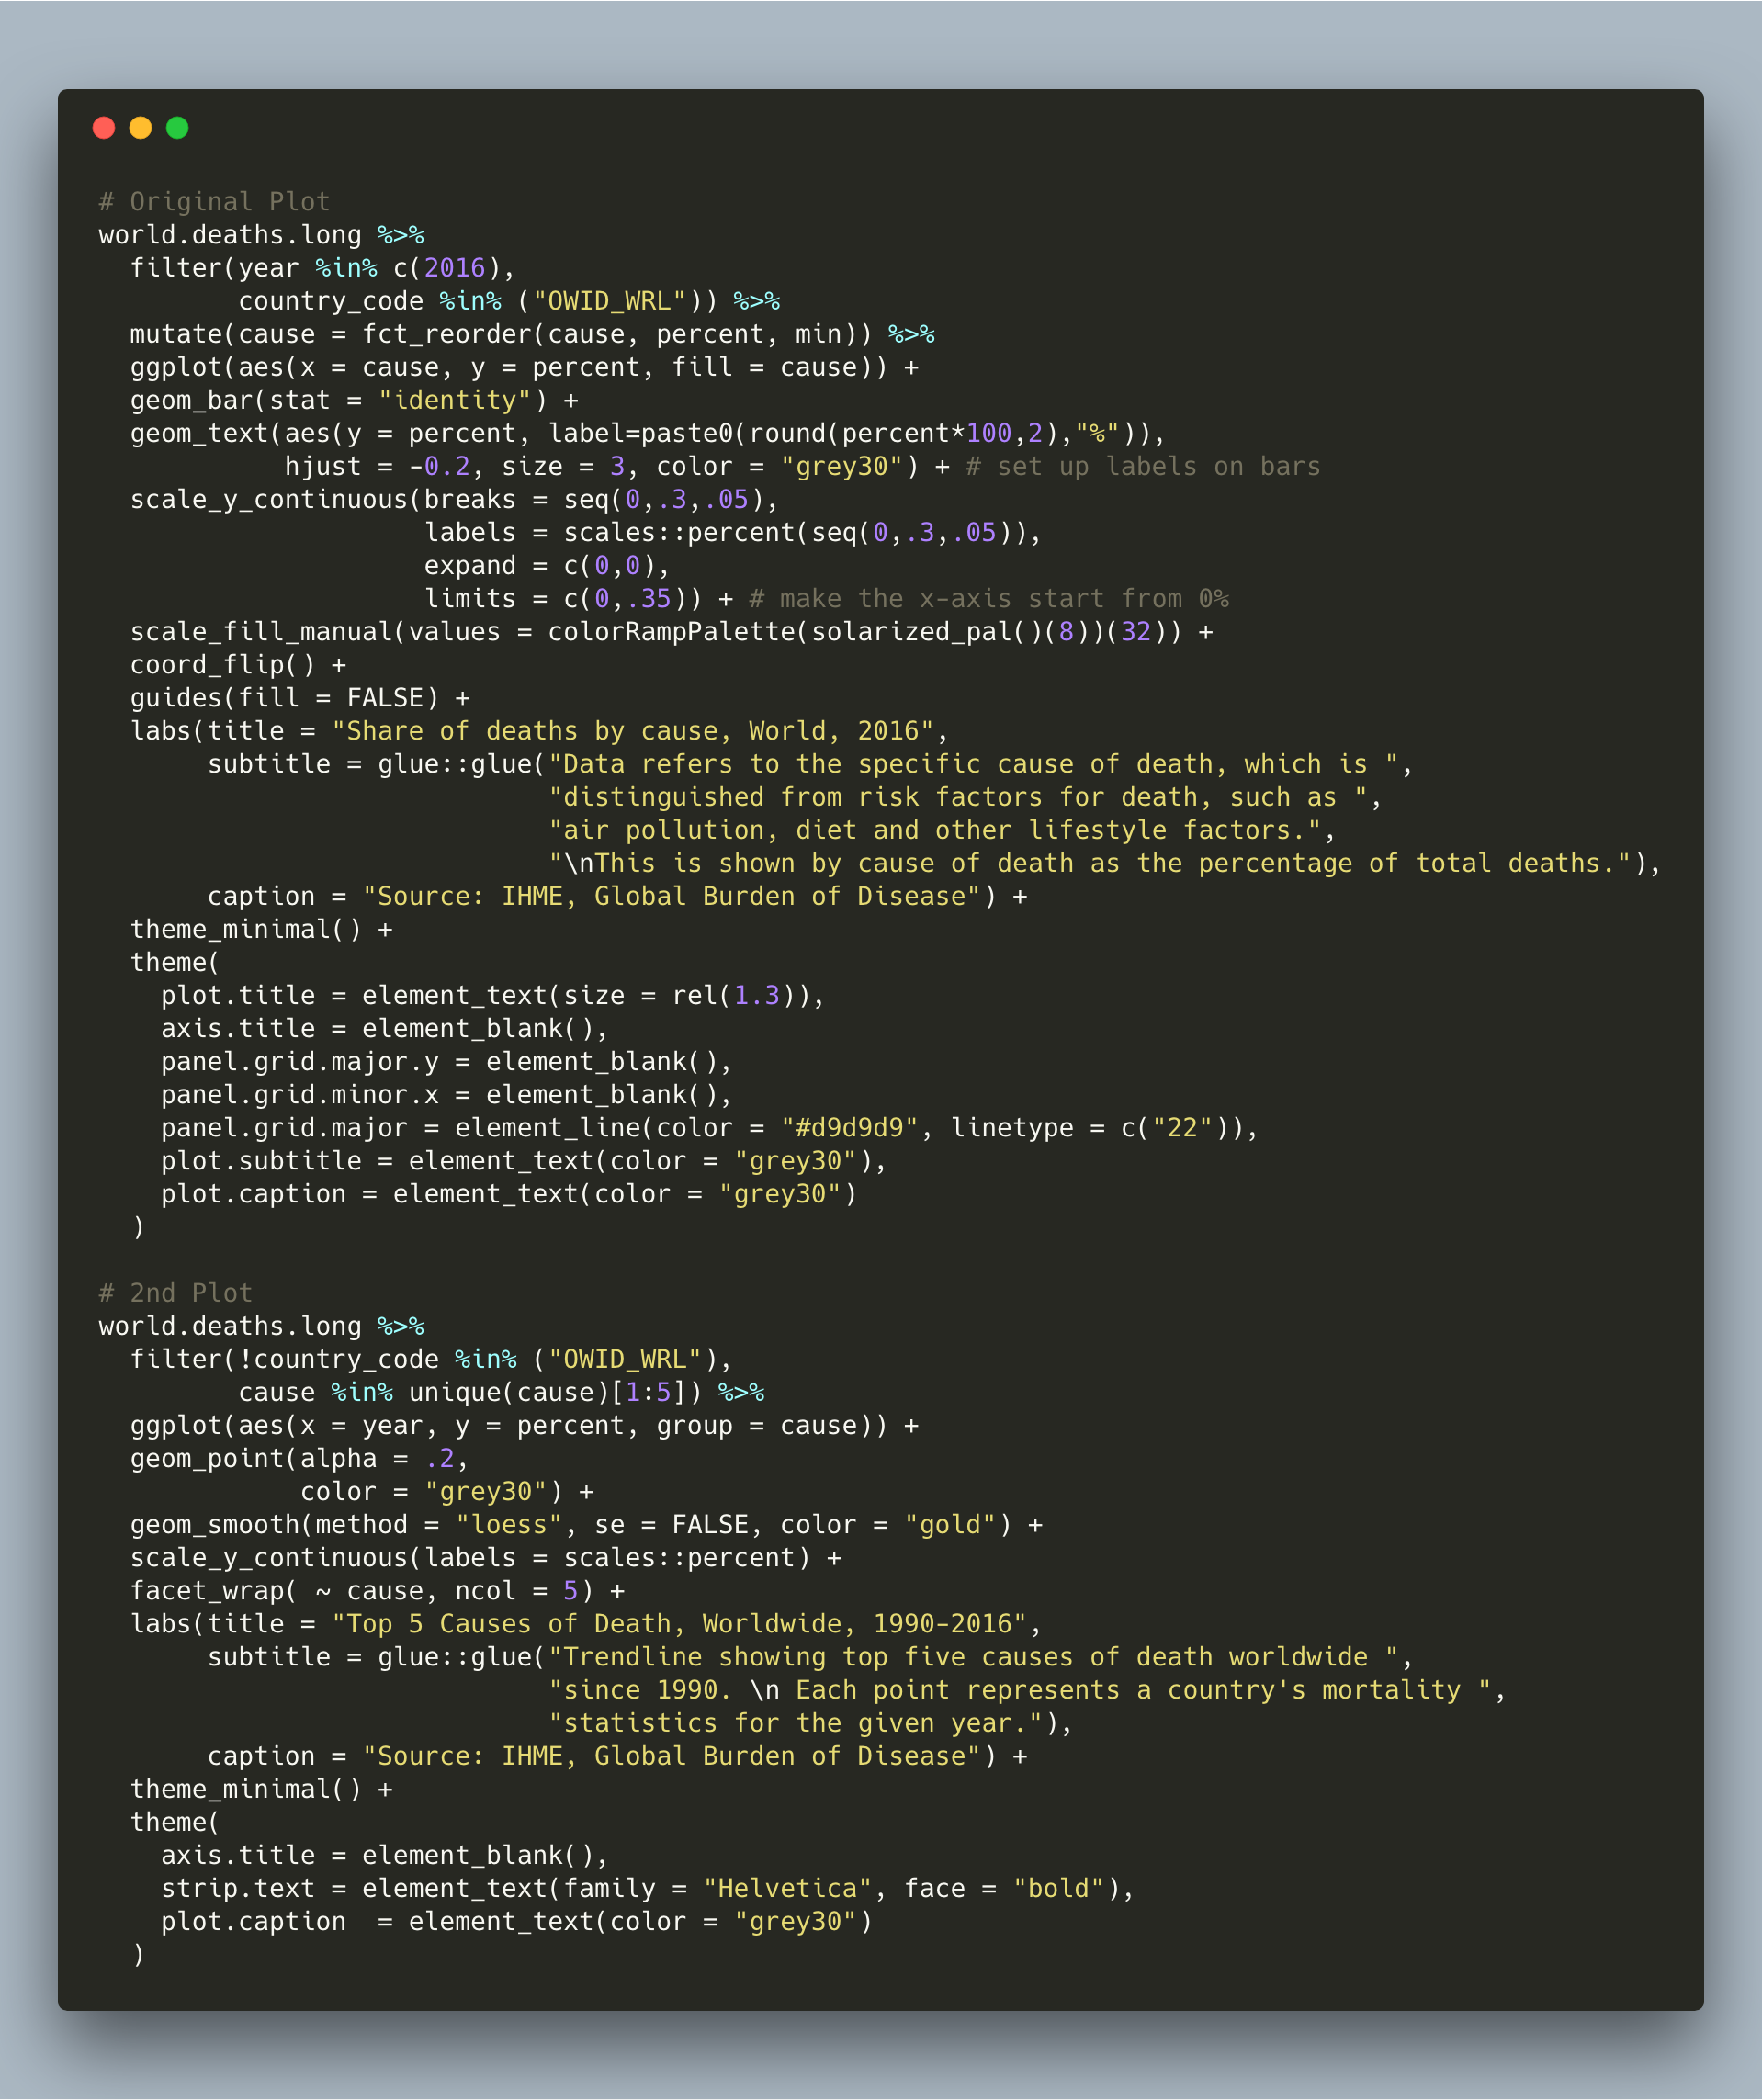 # Original Plot
world.deaths.long %>%
  filter(year %in% c(2016),
         country_code %in% ("OWID_WRL")) %>%
  mutate(cause = fct_reorder(cause, percent, min)) %>%
  ggplot(aes(x = cause, y = percent, fill = cause)) +
  geom_bar(stat = "identity") +
  geom_text(aes(y = percent, label=paste0(round(percent*100,2),"%")),
            hjust = -0.2, size = 3, color = "grey30") + # set up labels on bars
  scale_y_continuous(breaks = seq(0,.3,.05),
                     labels = scales::percent(seq(0,.3,.05)),
                     expand = c(0,0),
                     limits = c(0,.35)) + # make the x-axis start from 0%
  scale_fill_manual(values = colorRampPalette(solarized_pal()(8))(32)) +
  coord_flip() +
  guides(fill = FALSE) +
  labs(title = "Share of deaths by cause, World, 2016",
       subtitle = glue::glue("Data refers to the specific cause of death, which is ",
                             "distinguished from risk factors for death, such as ",
                             "air pollution, diet and other lifestyle factors.",
                             "\nThis is shown by cause of death as the percentage of total deaths."),
       caption = "Source: IHME, Global Burden of Disease") +
  theme_minimal() +
  theme(
    plot.title = element_text(size = rel(1.3)),
    axis.title = element_blank(),
    panel.grid.major.y = element_blank(),
    panel.grid.minor.x = element_blank(),
    panel.grid.major = element_line(color = "#d9d9d9", linetype = c("22")),
    plot.subtitle = element_text(color = "grey30"),
    plot.caption = element_text(color = "grey30")
  )

# 2nd Plot
world.deaths.long %>%
  filter(!country_code %in% ("OWID_WRL"),
         cause %in% unique(cause)[1:5]) %>%
  ggplot(aes(x = year, y = percent, group = cause)) +
  geom_point(alpha = .2,
             color = "grey30") +
  geom_smooth(method = "loess", se = FALSE, color = "gold") +
  scale_y_continuous(labels = scales::percent) +
  facet_wrap( ~ cause, ncol = 5) +
  labs(title = "Top 5 Causes of Death, Worldwide, 1990-2016",
       subtitle = glue::glue("Trendline showing top five causes of death worldwide ",
                             "since 1990. \n Each point represents a country's mortality ",
                             "statistics for the given year."),
       caption = "Source: IHME, Global Burden of Disease") +
  theme_minimal() +
  theme(
    axis.title = element_blank(),
    strip.text = element_text(family = "Helvetica", face = "bold"),
    plot.caption  = element_text(color = "grey30")
  )